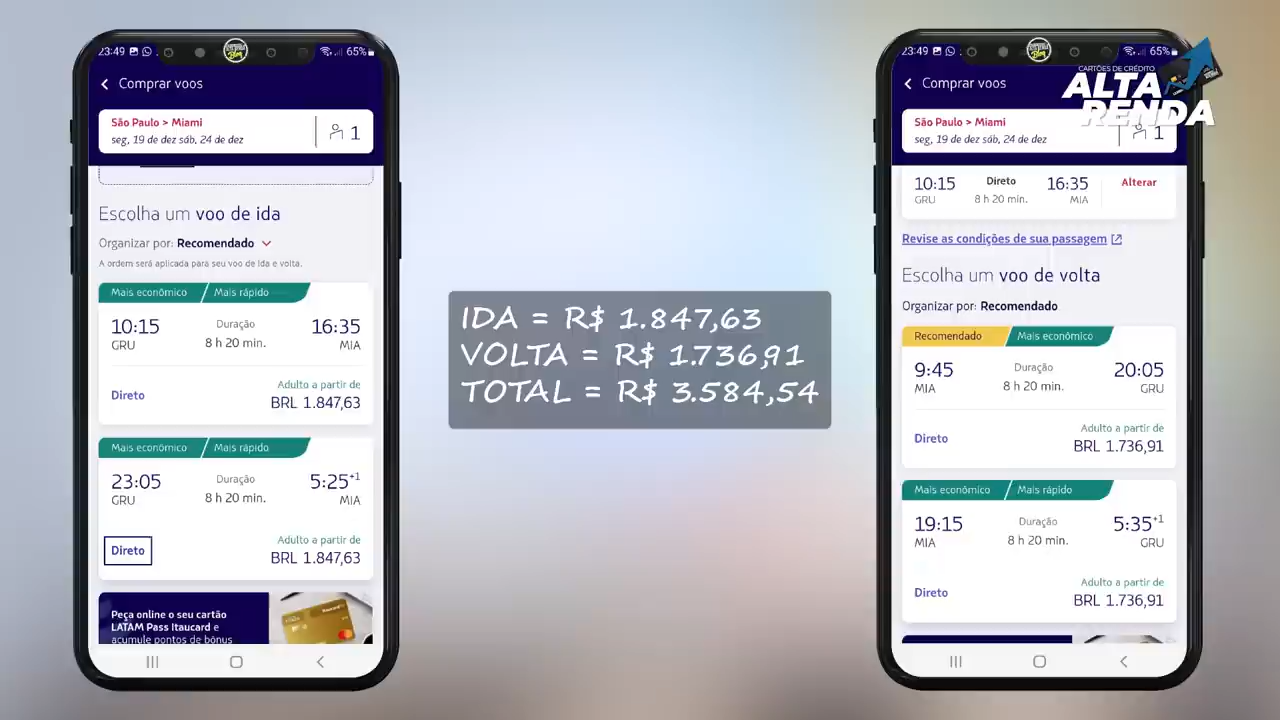 23:49
65%
Comprar voos
São Paulo > Miami
seg, 19 de dez sáb, 24 de dez
1
Escolha um voo de ida
Organizar por: Recomendado
A ordem será aplicada para seu voo de Ida e volta.
Mais econômico
Mais rápido
10:15
Duração
16:35
GRU
8 h 20 min.
MIA
Direto
Adulto a partir de
BRL 1.847,63
Mais econômico
Mais rápido
23:05
Duração
5:25+1
GRU
8 h 20 min.
MIA
Direto
Adulto a partir de
BRL 1.847,63
Peça online o seu cartão
LATAM Pass Itaucard e
acumule pontos de bônus
IDA = R$ 1.847,63
VOLTA = R$ 1.736,91
TOTAL = R$ 3.584,54
23:49
65%
CARTÕES DE CRÉDITO
ALTA
RENDA
Comprar voos
São Paulo > Miami
seg, 19 de dez sáb, 24 de dez
1
10:15
Direto
16:35
Alterar
GRU
8 h 20 min.
MIA
Revise as condições de sua passagem
Escolha um voo de volta
Organizar por: Recomendado
Recomendado
Mais econômico
9:45
Duração
20:05
MIA
8 h 20 min.
GRU
Direto
Adulto a partir de
BRL 1.736,91
Mais econômico
Mais rápido
19:15
Duração
5:35+1
MIA
8 h 20 min.
GRU
Direto
Adulto a partir de
BRL 1.736,91